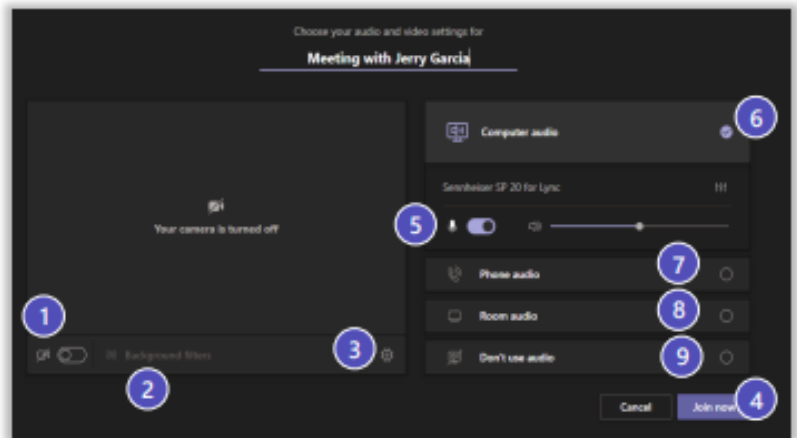 Choose your audio and video settings for
Meeting with Jerry Garcia
6
Computer audio
Sennheiser SP 20 for Lync
Your camera is turned off
5
7
Phone audio
1
8
Room audio
3
Background filters
9
Don't use audio
2
Cancel
Join now
4